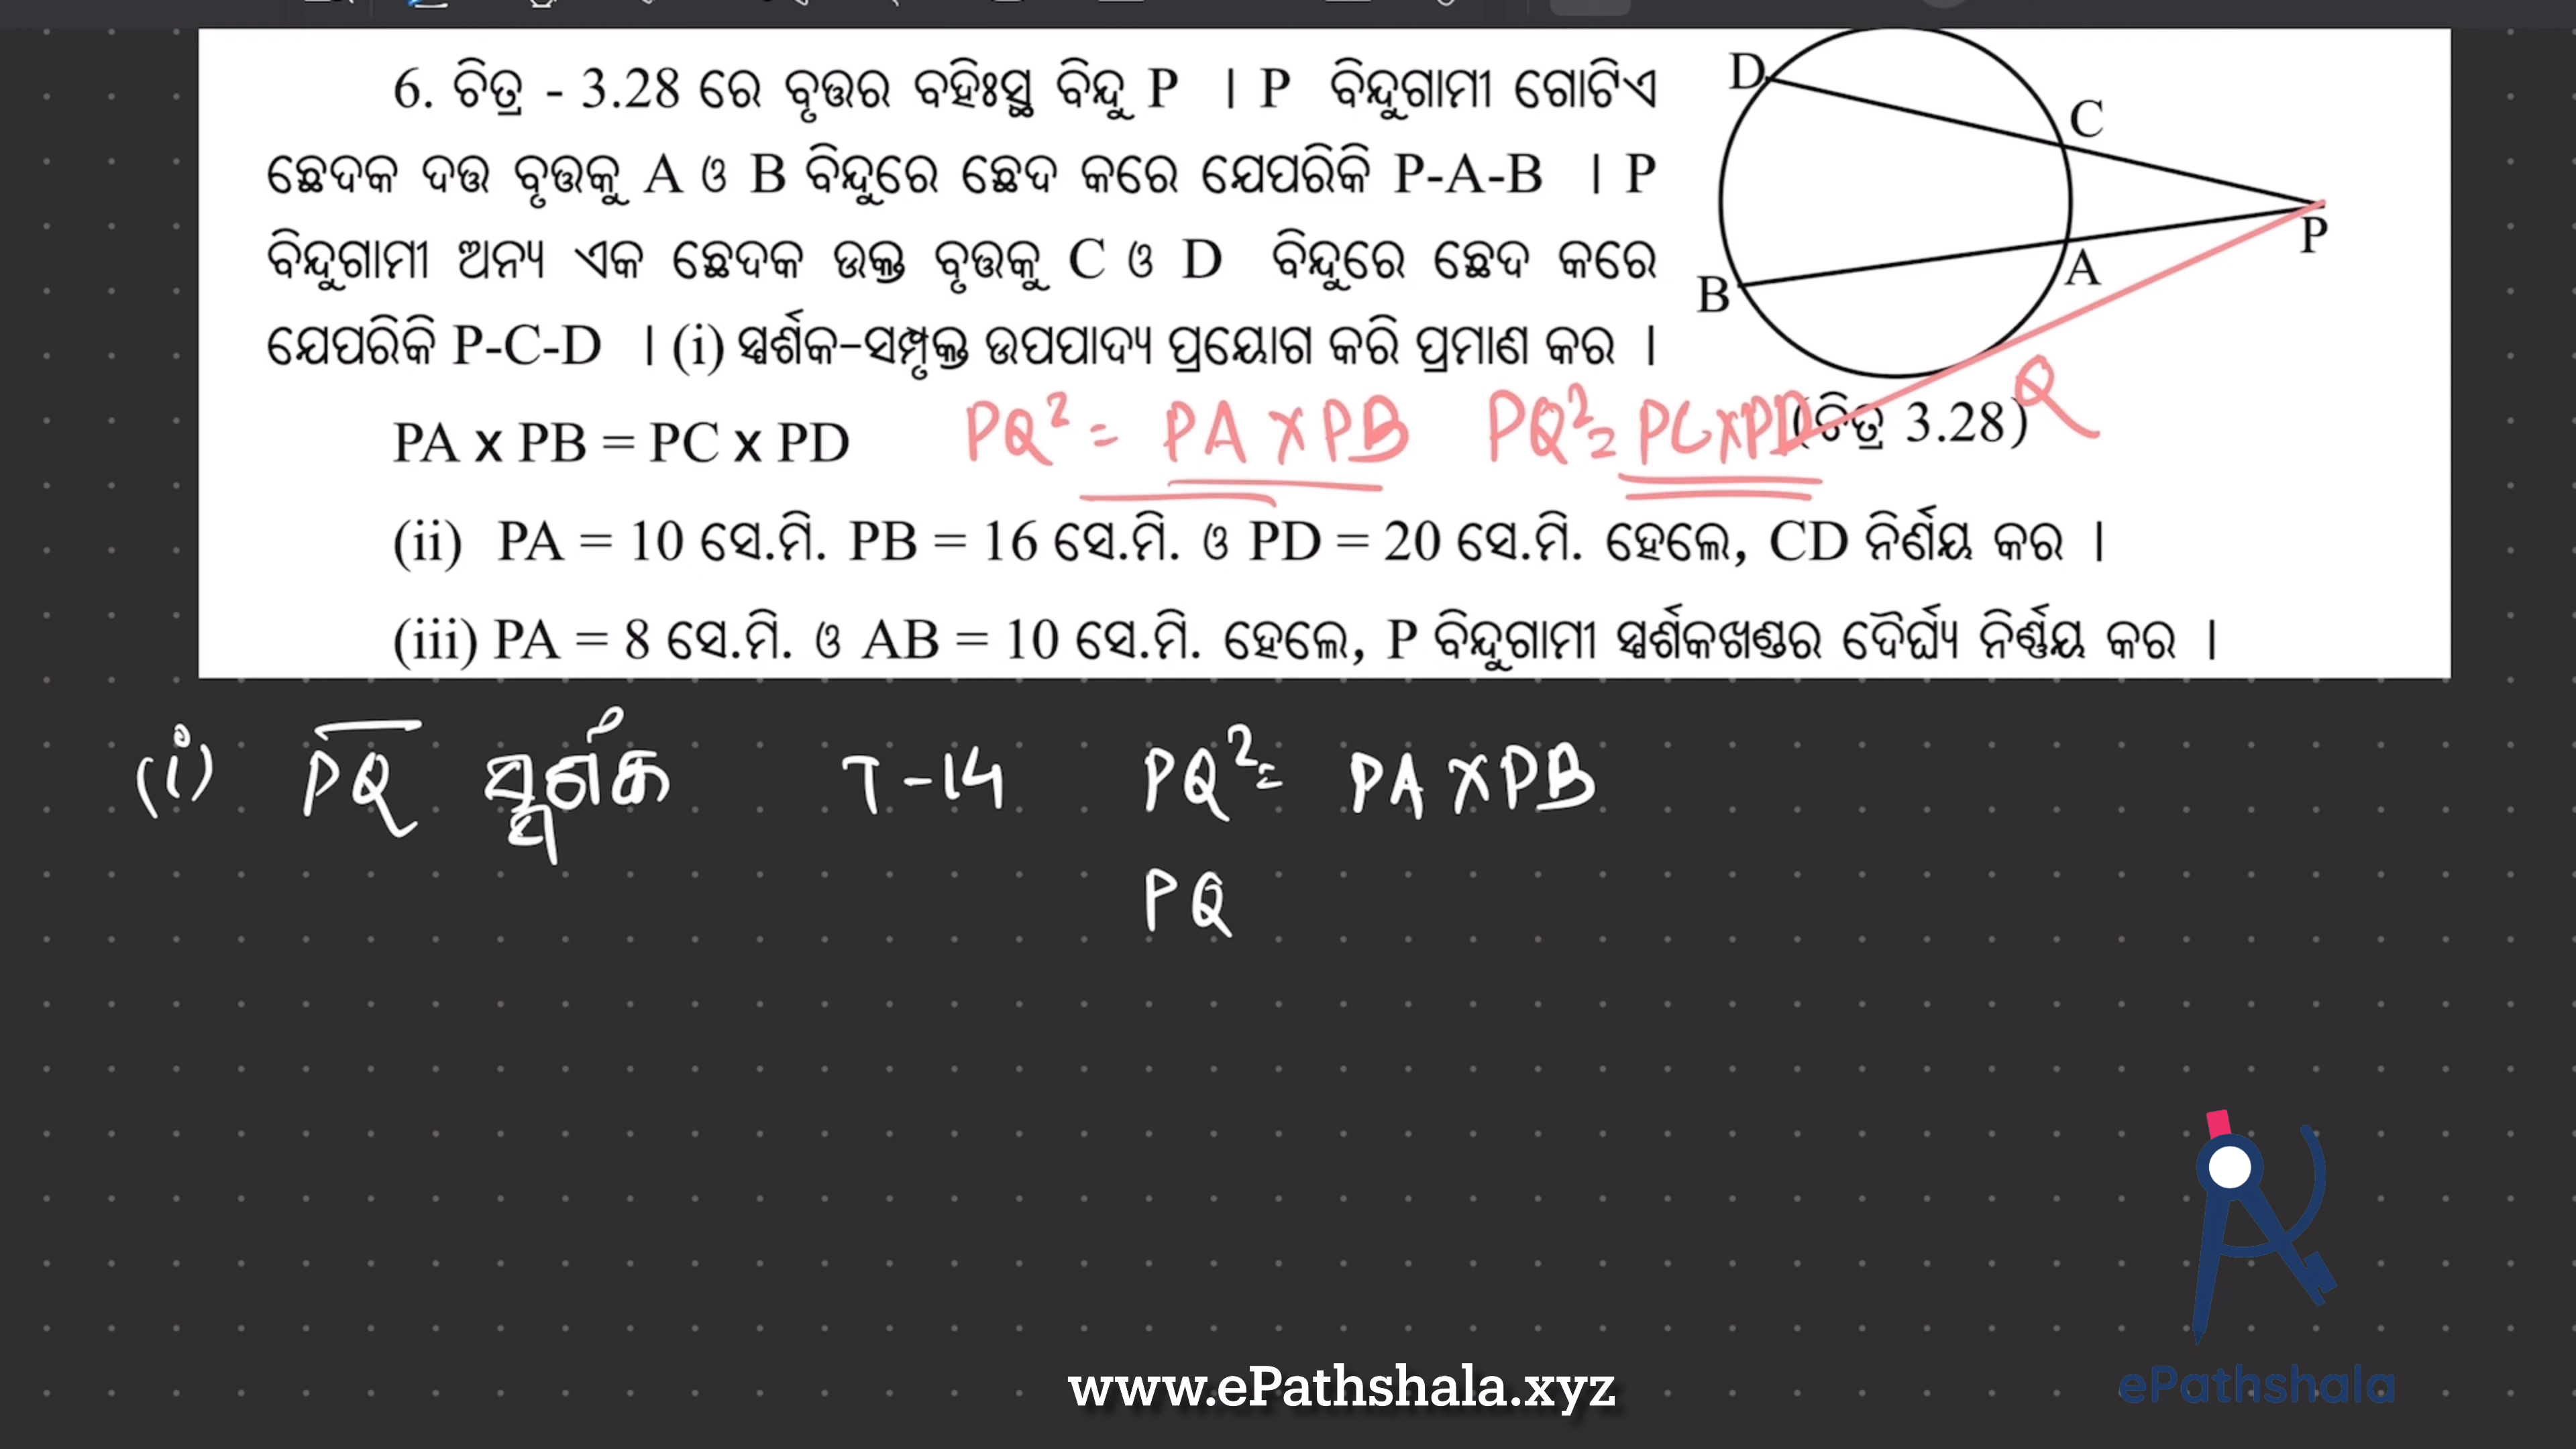 6. ଚିତ୍ର - 3.28 ରେ ବୃତ୍ତର ବହିଃସ୍ଥ ବିନ୍ଦୁ P । P ବିନ୍ଦୁଗାମୀ ଗୋଟିଏ
ଛେଦକ ଦତ୍ତ ବୃତ୍ତକୁ A ଓ B ବିନ୍ଦୁରେ ଛେଦ କରେ ଯେପରିକି P-A-B । P
ବିନ୍ଦୁଗାମୀ ଅନ୍ୟ ଏକ ଛେଦକ ଉକ୍ତ ବୃତ୍ତକୁ C ଓ D ବିନ୍ଦୁରେ ଛେଦ କରେ
ଯେପରିକି P-C-D । (i) ସ୍ପର୍ଶକ-ସମ୍ପୃକ୍ତ ଉପପାଦ୍ୟ ପ୍ରୟୋଗ କରି ପ୍ରମାଣ କର ।
D
C
P
A
B
Q
(ଚିତ୍ର 3.28)
PA x PB = PC x PD
PQ² = PA X PB PQ² = PC X PD
(ii) PA = 10 ସେ.ମି. PB = 16 ସେ.ମି. ଓ PD = 20 ସେ.ମି. ହେଲେ, CD ନିର୍ଣୟ କର ।
(iii) PA = 8 ସେ.ମି. ଓ AB = 10 ସେ.ମି. ହେଲେ, P ବିନ୍ଦୁଗାମୀ ସ୍ପର୍ଶକଖଣ୍ଡର ଦୈର୍ଘ୍ୟ ନିର୍ଣ୍ଣୟ କର ।
(i) PQ ସ୍ପର୍ଶକ T-14 PQ² = PA X PB
PQ
ePathshala
www.ePathshala.xyz